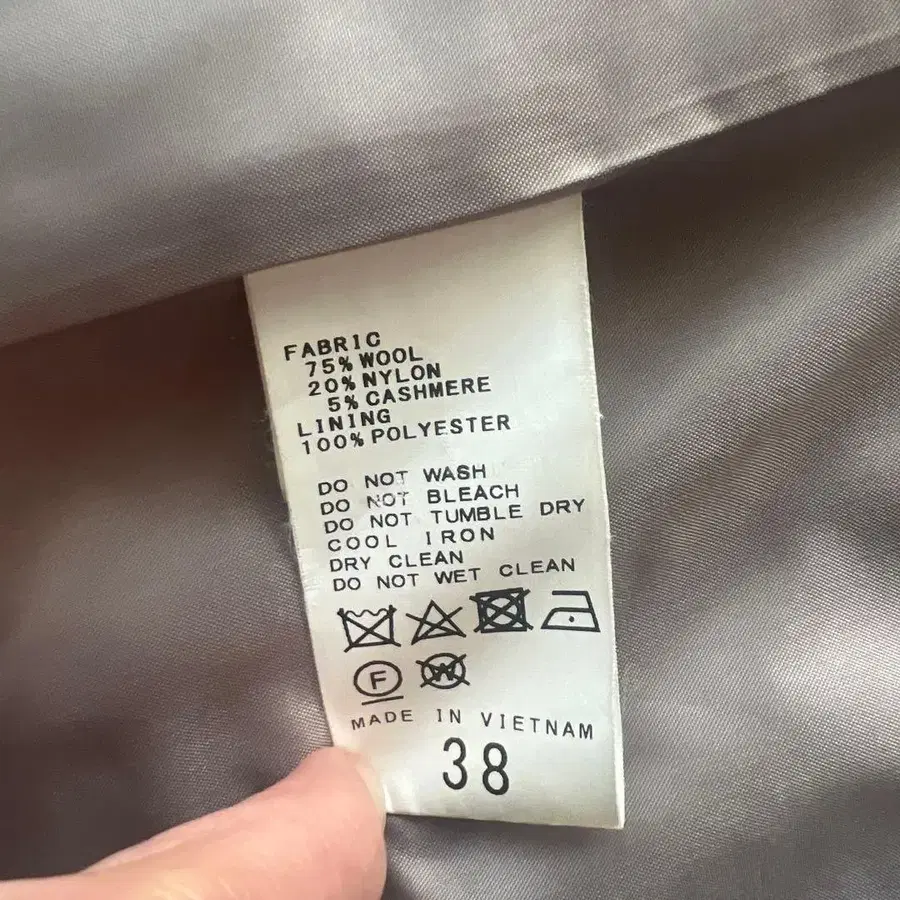 FABRIC
75% WOOL
20% NYLON
5% CASHMERE
LINING
100% POLYESTER
DO NOT WASH
DO NOT BLEACH
DO NOT TUMBLE DRY
COOL IRON
DRY CLEAN
DO NOT WET CLEAN
F W
MADE IN VIETNAM
38